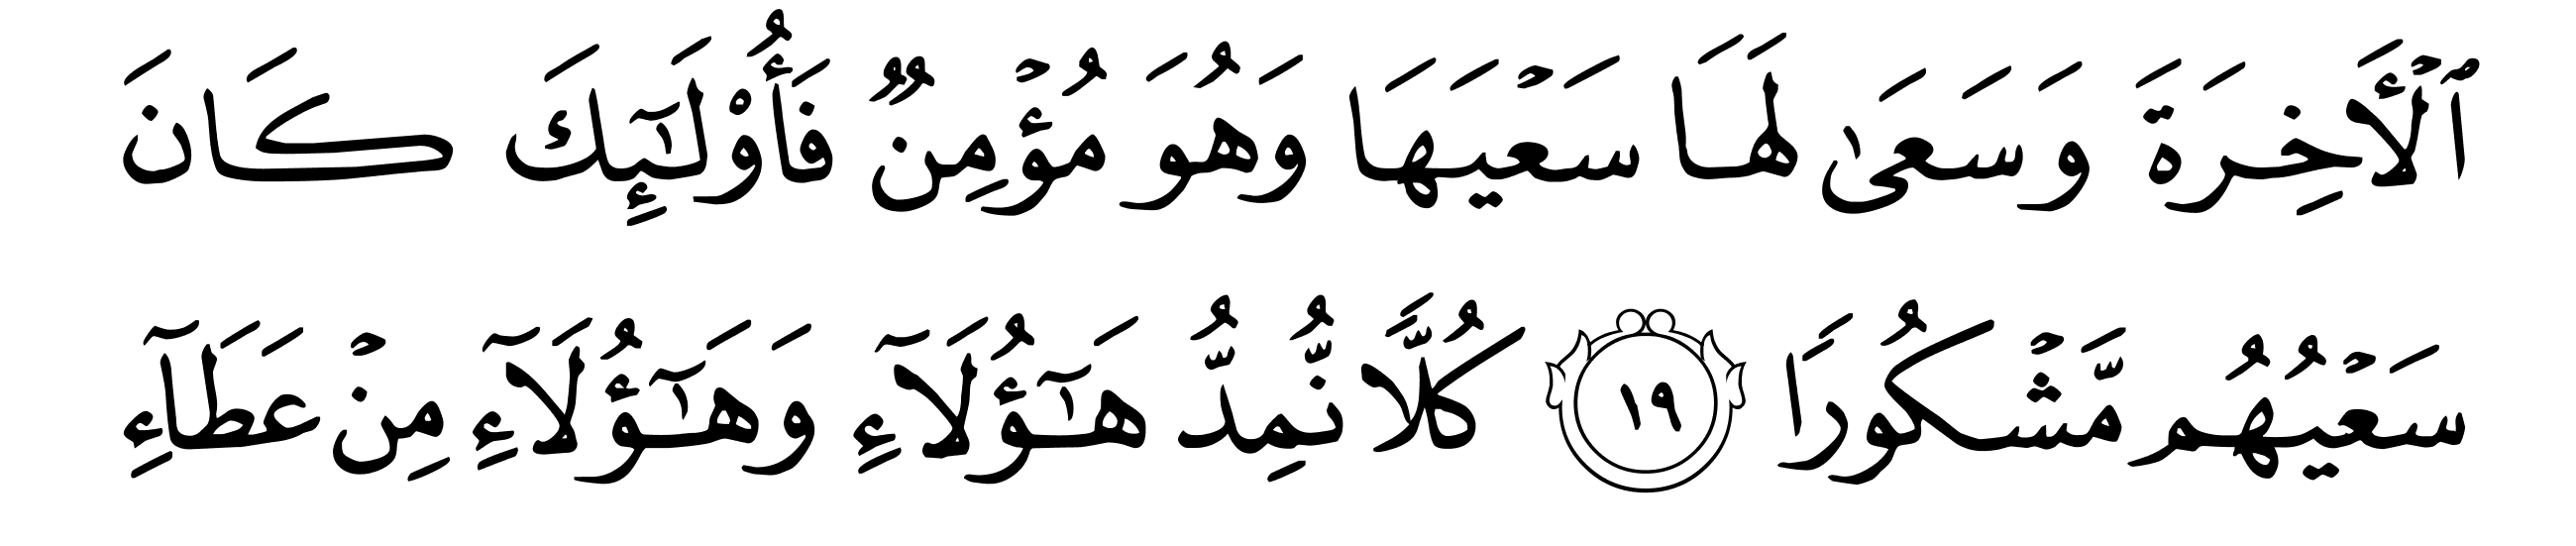 ٱلۡأَخِرَةَ وَسَعَىٰ لَهَا سَعۡيَهَا وَهُوَ مُؤۡمِنٞ فَأُوْلَٰٓئِكَ كَانَ
سَعۡيُهُم مَّشۡكُورٗا ١٩ كُلّٗا نُّمِدُّ هَٰٓؤُلَآءِ وَهَٰٓؤُلَآءِ مِنۡ عَطَآءِ